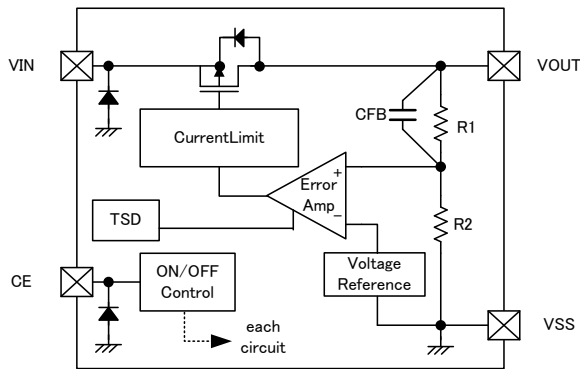 VIN
VOUT
CFB
R1
CurrentLimit
+
Error
Amp
−
TSD
R2
CE
ON/OFF
Control
Voltage
Reference
each
circuit
VSS